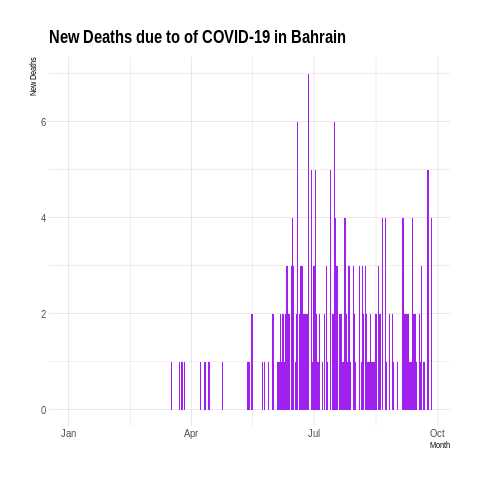 New Deaths due to of COVID-19 in Bahrain
New Deaths
6
4
2
0
Jan Apr Jul Oct
Month